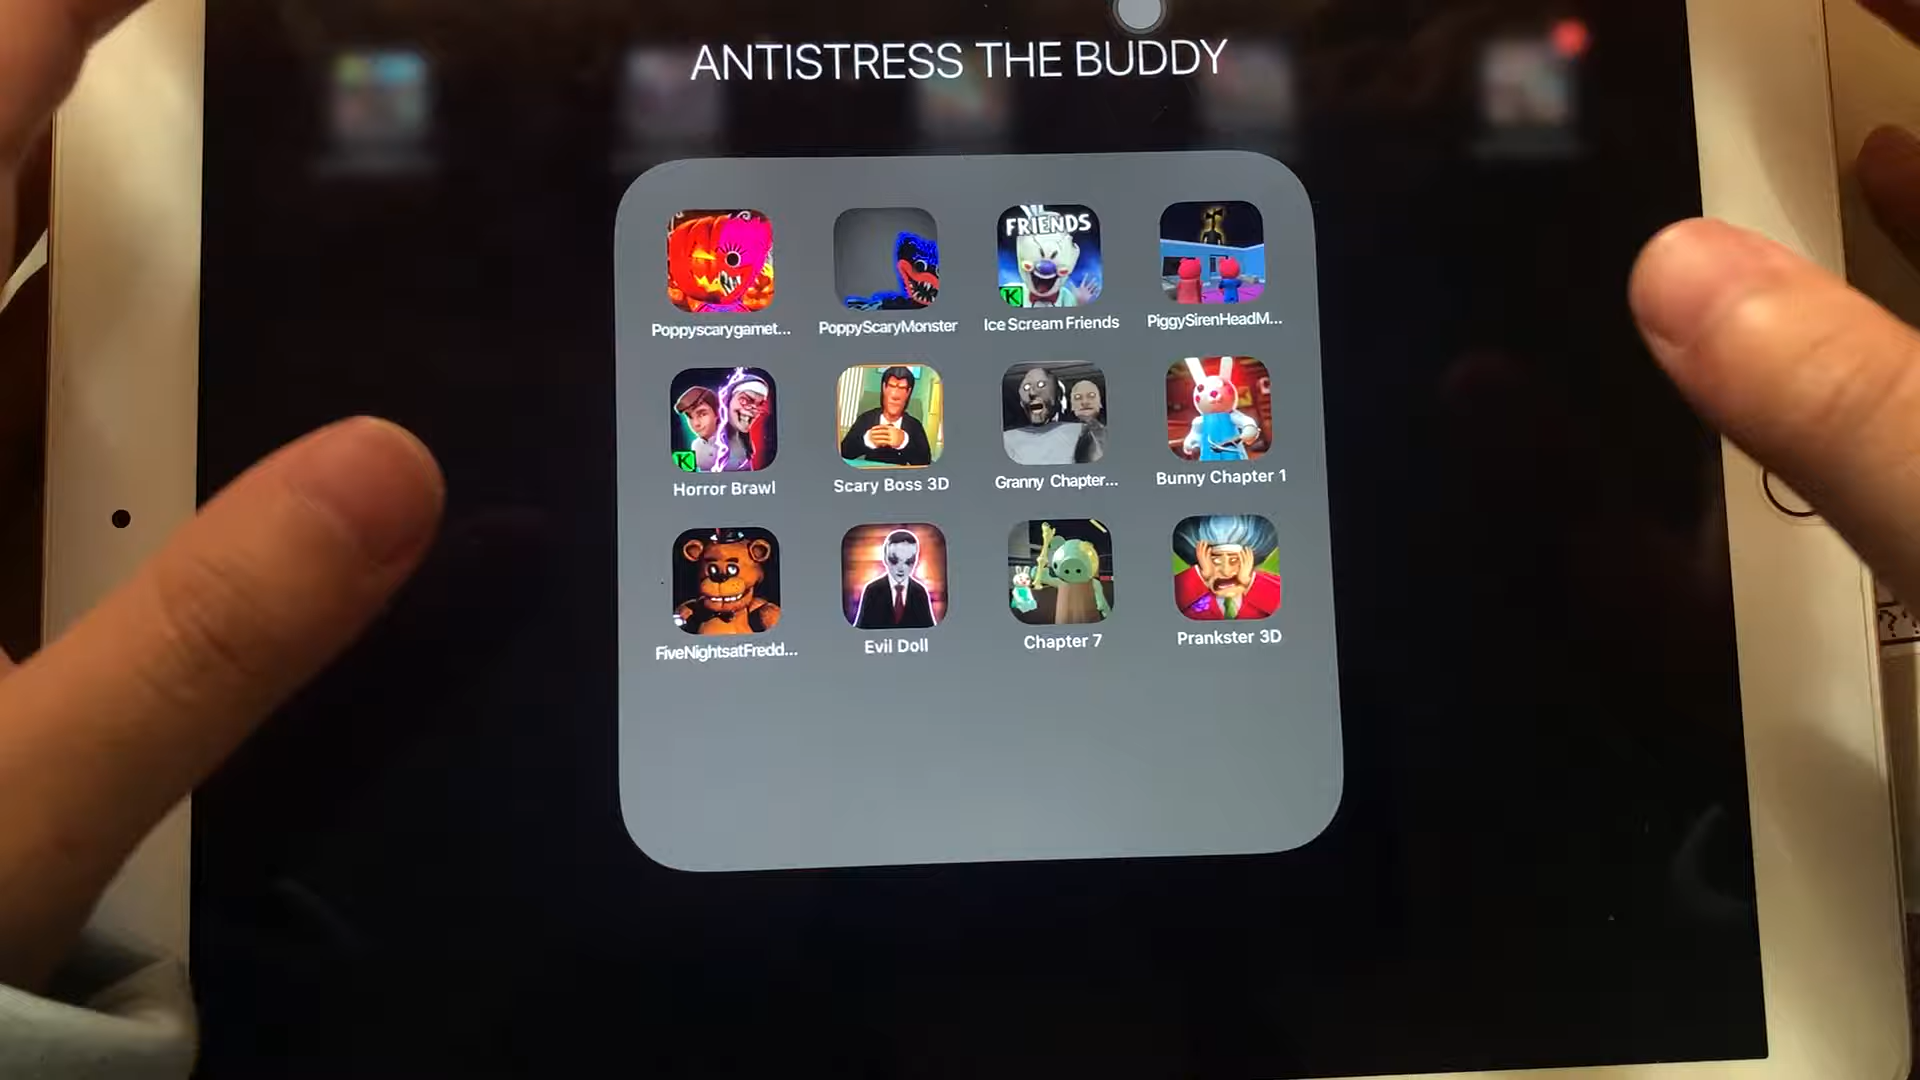 ANTISTRESS THE BUDDY
FRIENDS
K
Poppyscarygamet...
PoppyScaryMonster
Ice Scream Friends
PiggySirenHeadM...
K
Horror Brawl
Scary Boss 3D
Granny Chapter...
Bunny Chapter 1
FiveNightsatFredd...
Evil Doll
Chapter 7
Prankster 3D